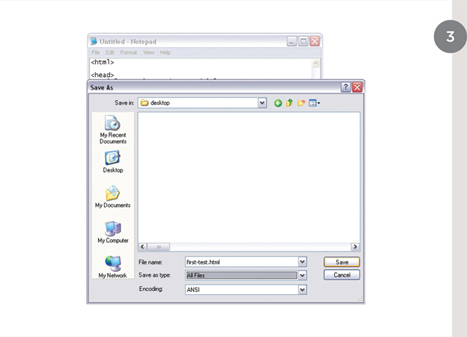 3
Untitled - Notepad
File Edit Format View Help
<html>
<head>
Save As
Save in: desktop
My Recent
Documents
Desktop
My Documents
My Computer
My Network
File name: first-test.html Save
Save as type: All Files Cancel
Encoding: ANSI